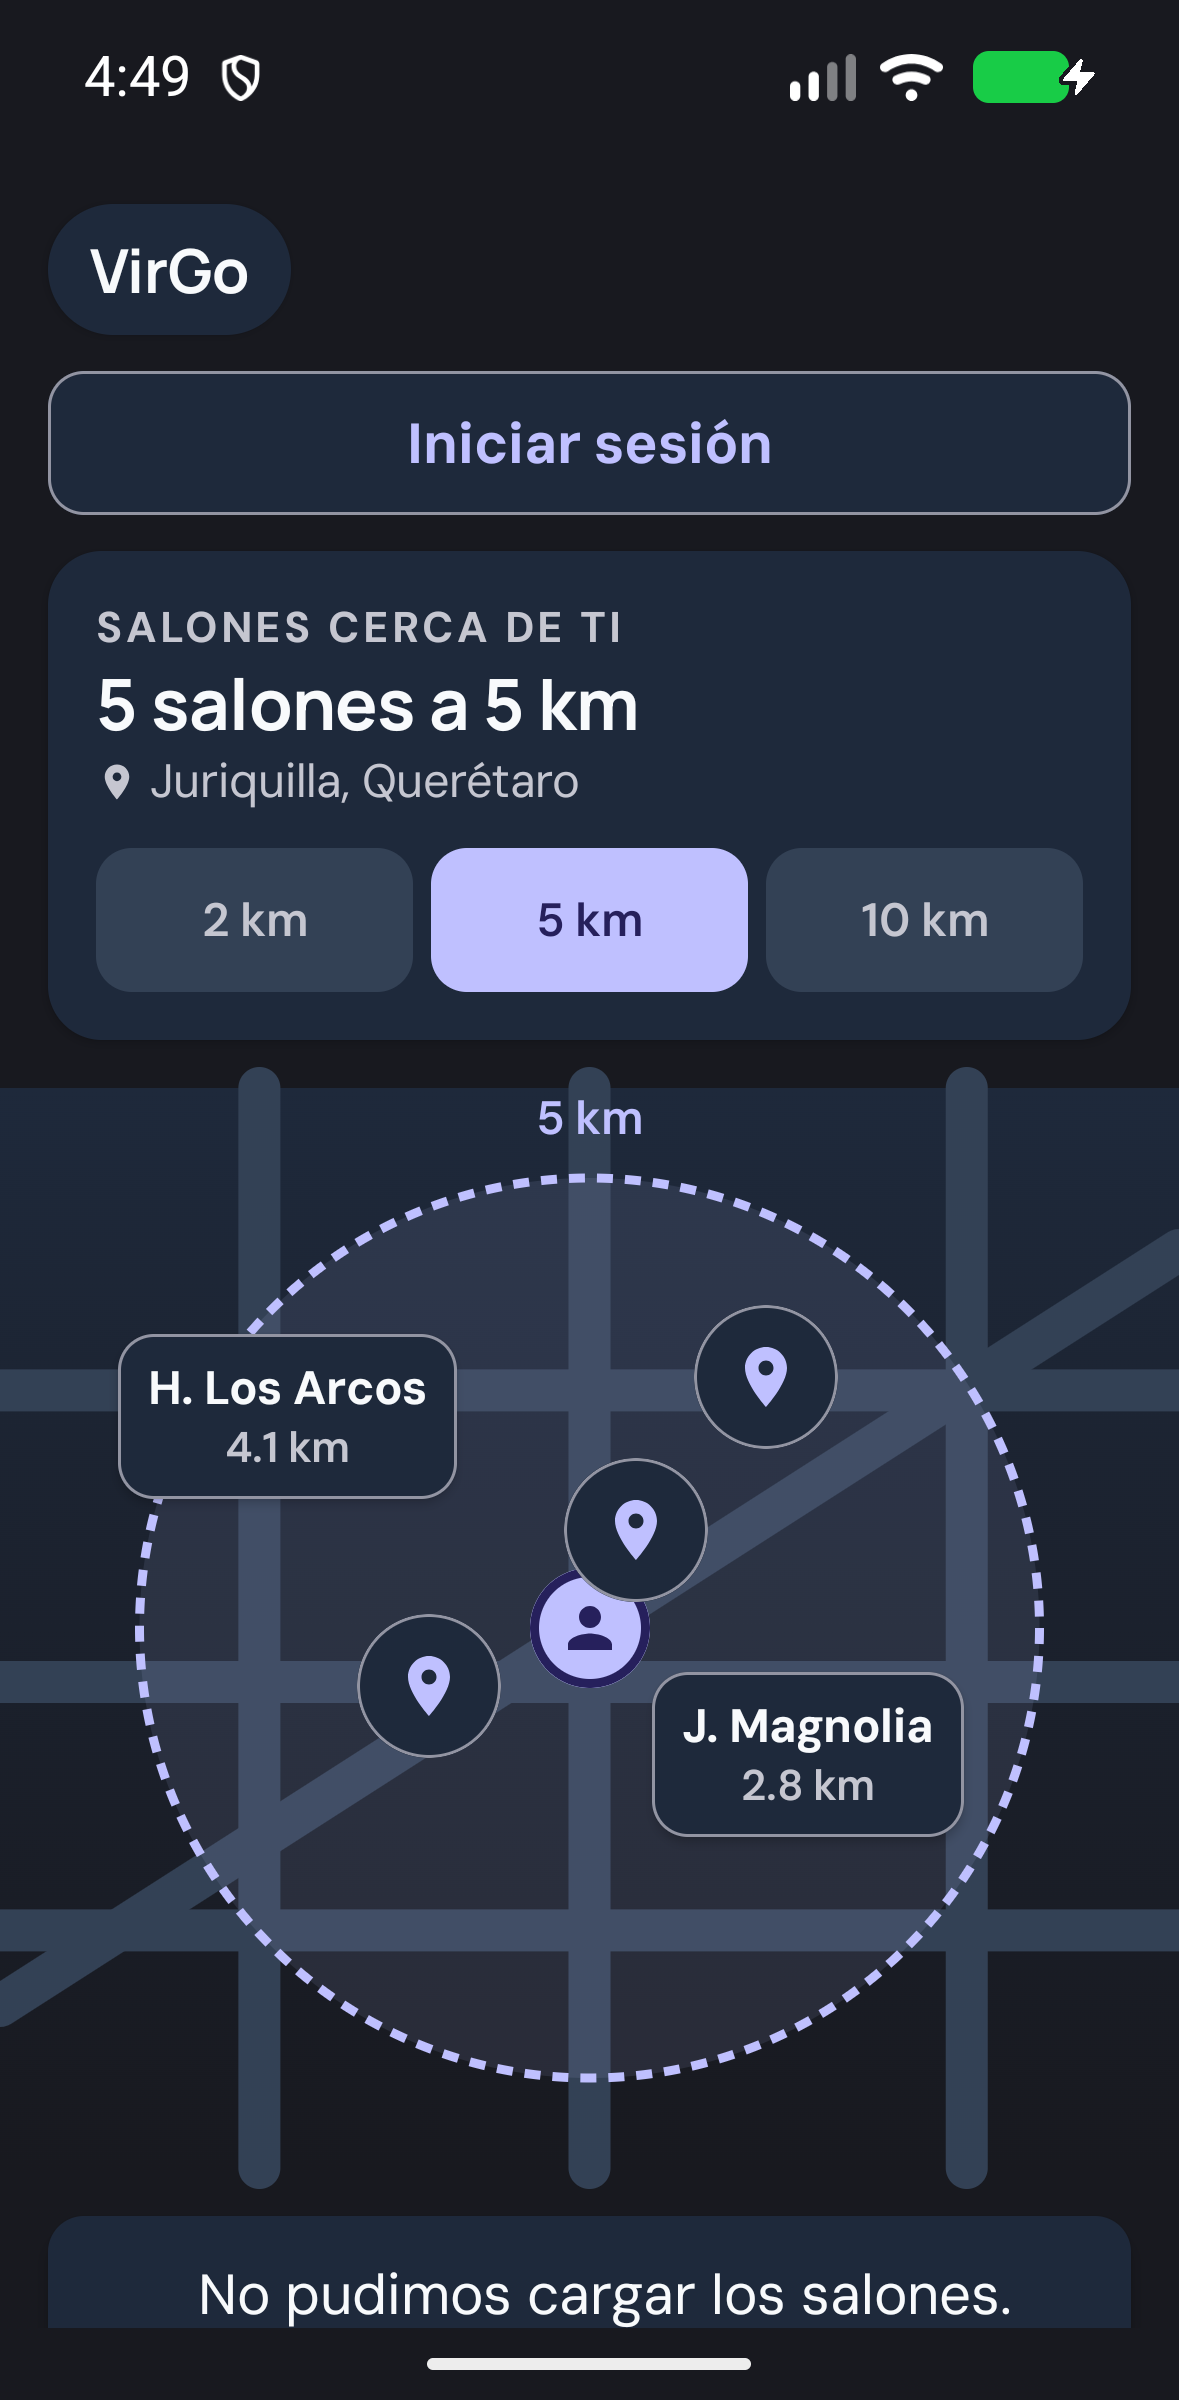 4:49
VirGo
Iniciar sesión
SALONES CERCA DE TI
5 salones a 5 km
Juriquilla, Querétaro
2 km
5 km
10 km
5 km
H. Los Arcos
4.1 km
J. Magnolia
2.8 km
No pudimos cargar los salones.